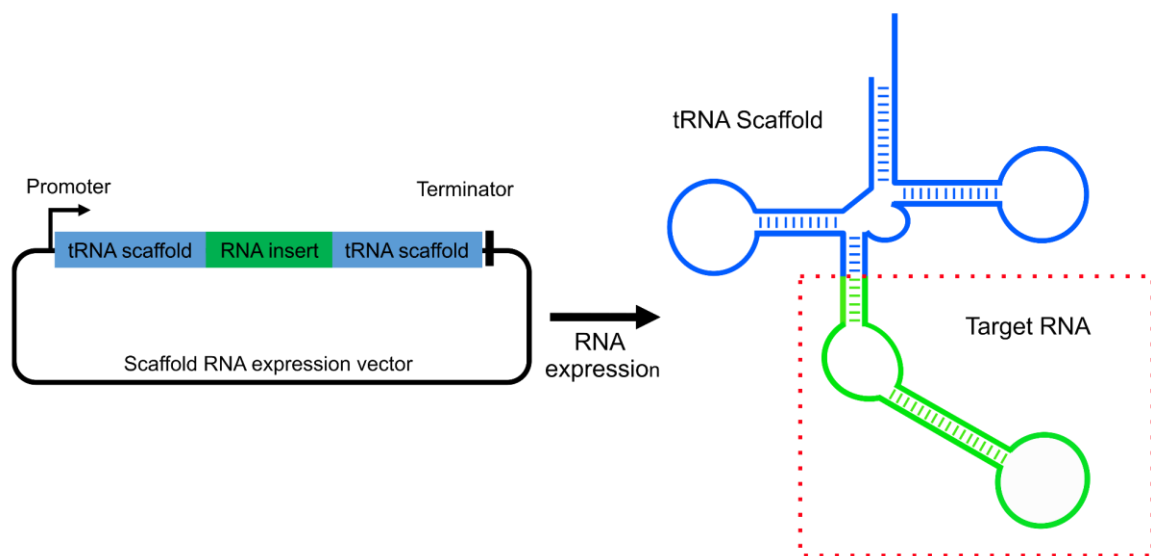 tRNA Scaffold
Promoter
Terminator
tRNA scaffold
RNA insert
tRNA scaffold
Scaffold RNA expression vector
RNA
expression
Target RNA